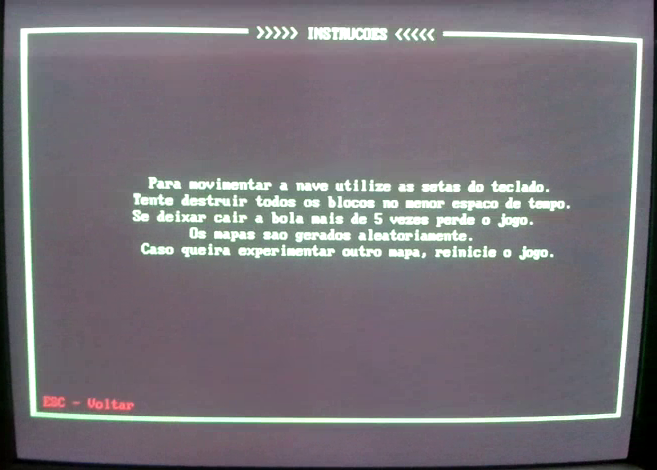 >>>>> INSTRUCOES <<<<<
Para movimentar a nave utilize as setas do teclado.
Tente destruir todos os blocos no menor espaco de tempo.
Se deixar cair a bola mais de 5 vezes perde o jogo.
Os mapas sao gerados aleatoriamente.
Caso queira experimentar outro mapa, reinicie o jogo.
ESC - Voltar